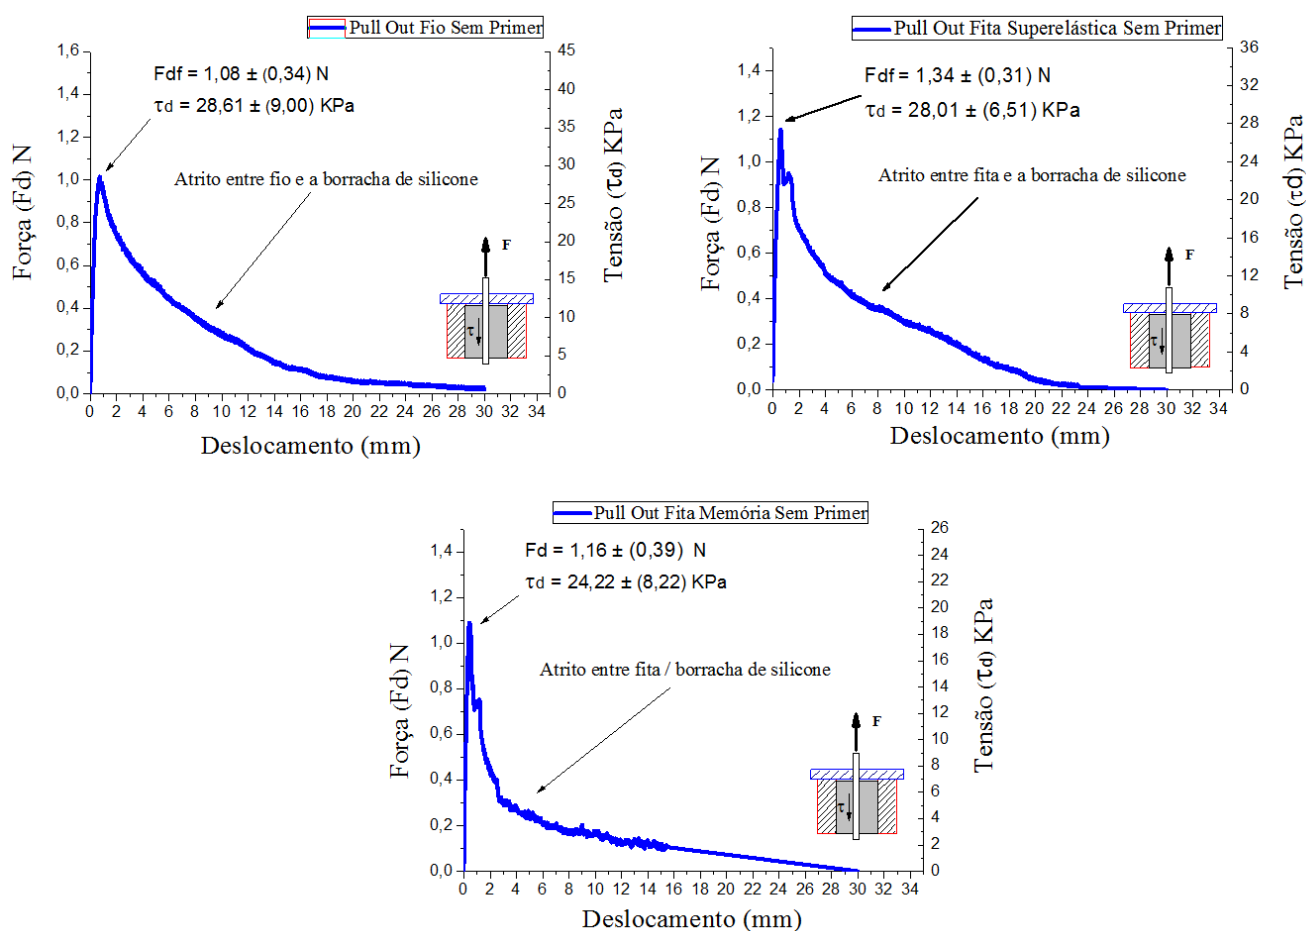 Pull Out Fio Sem Primer
Fdf = 1,08 ± (0,34) N
τd = 28,61 ± (9,00) KPa
Atrito entre fio e a borracha de silicone
Força (Fd) N
1,6
1,4
1,2
1,0
0,8
0,6
0,4
0,2
0,0
Tensão (τd) KPa
45
40
35
30
25
20
15
10
5
0
F
τ
0 2 4 6 8 10 12 14 16 18 20 22 24 26 28 30 32 34
Deslocamento (mm)
Pull Out Fita Superelástica Sem Primer
Fdf = 1,34 ± (0,31) N
τd = 28,01 ± (6,51) KPa
Atrito entre fita e a borracha de silicone
Força (Fd) N
1,4
1,2
1,0
0,8
0,6
0,4
0,2
0,0
Tensão (τd) KPa
36
32
28
24
20
16
12
8
4
0
F
τ
0 2 4 6 8 10 12 14 16 18 20 22 24 26 28 30 32 34
Deslocamento (mm)
Pull Out Fita Memória Sem Primer
Fd = 1,16 ± (0,39) N
τd = 24,22 ± (8,22) KPa
Atrito entre fita / borracha de silicone
Força (Fd) N
1,4
1,2
1,0
0,8
0,6
0,4
0,2
0,0
Tensão (τd) KPa
26
24
22
20
18
16
14
12
10
8
6
4
2
0
F
τ
0 2 4 6 8 10 12 14 16 18 20 22 24 26 28 30 32 34
Deslocamento (mm)